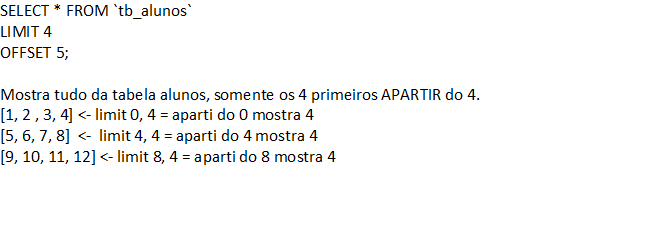 SELECT * FROM `tb_alunos`
LIMIT 4
OFFSET 5;
Mostra tudo da tabela alunos, somente os 4 primeiros APARTIR do 4.
[1, 2 , 3, 4] <- limit 0, 4 = aparti do 0 mostra 4
[5, 6, 7, 8]  <-  limit 4, 4 = aparti do 4 mostra 4
[9, 10, 11, 12] <- limit 8, 4 = aparti do 8 mostra 4